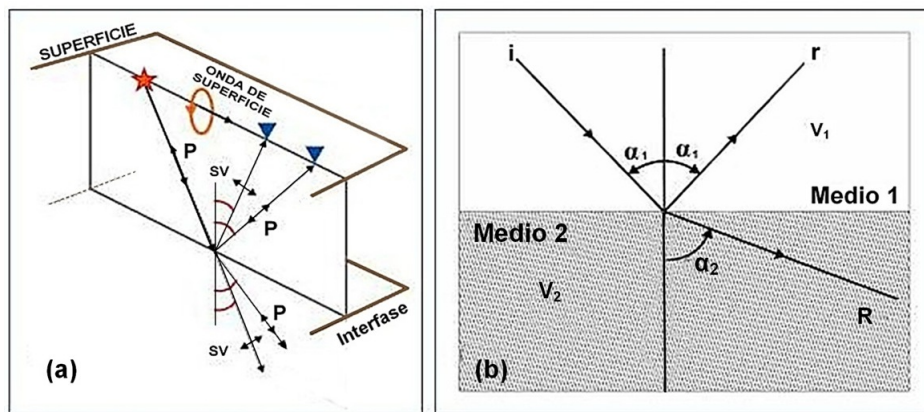 SUPERFICIE
ONDA DE
SUPERFICIE
P
SV
P
P
SV
Interfase
(a)
i
r
α₁
α₁
V₁
Medio 1
Medio 2
α₂
V₂
R
(b)